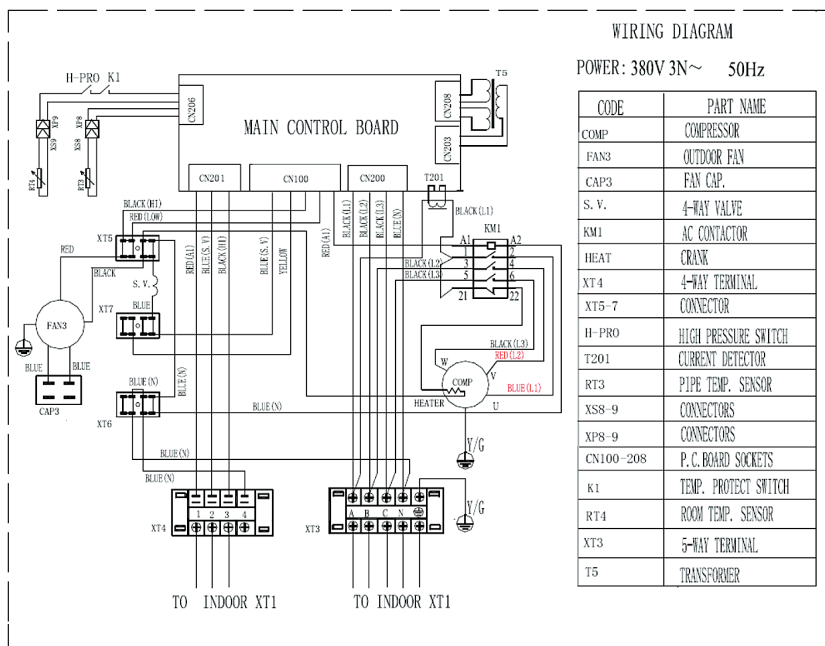 WIRING DIAGRAM
POWER: 380V 3N~ 50Hz
CODE PART NAME
COMP COMPRESSOR
FAN3 OUTDOOR FAN
CAP3 FAN CAP.
S. V. 4-WAY VALVE
KM1 AC CONTACTOR
HEAT CRANK
XT4 4-WAY TERMINAL
XT5-7 CONNECTOR
H-PRO HIGH PRESSURE SWITCH
T201 CURRENT DETECTOR
RT3 PIPE TEMP. SENSOR
XS8-9 CONNECTORS
XP8-9 CONNECTORS
CN100-208 P.C.BOARD SOCKETS
K1 TEMP. PROTECT SWITCH
RT4 ROOM TEMP. SENSOR
XT3 5-WAY TERMINAL
T5 TRANSFORMER
H-PRO K1
CN206
MAIN CONTROL BOARD
CN208
CN203
T5
XP9
XS9
XP8
XS8
RT4
RT3
CN201
CN100
CN200
T201
BLACK(HI)
RED(LOW)
RED(A1)
BLUE(S.V)
BLACK(HI)
BLUE(S.V)
YELLOW
RED(A1)
BLACK(L1)
BLACK(L2)
BLACK(L3)
BLUE(N)
BLACK(L1)
KM1
A1 A2
2
3 4
5 6
21 22
BLACK(L2)
BLACK(L3)
XT5
RED
BLACK
S. V.
BLUE
XT7
FAN3
BLUE BLUE
CAP3
BLUE(N)
BLUE(N)
XT6
BLUE(N)
BLUE(N)
BLACK(L3)
RED(L2)
BLUE(L1)
W
V
U
COMP
HEATER
Y/G
Y/G
XT4
1 2 3 4
XT3
A B C N
TO INDOOR XT1
TO INDOOR XT1